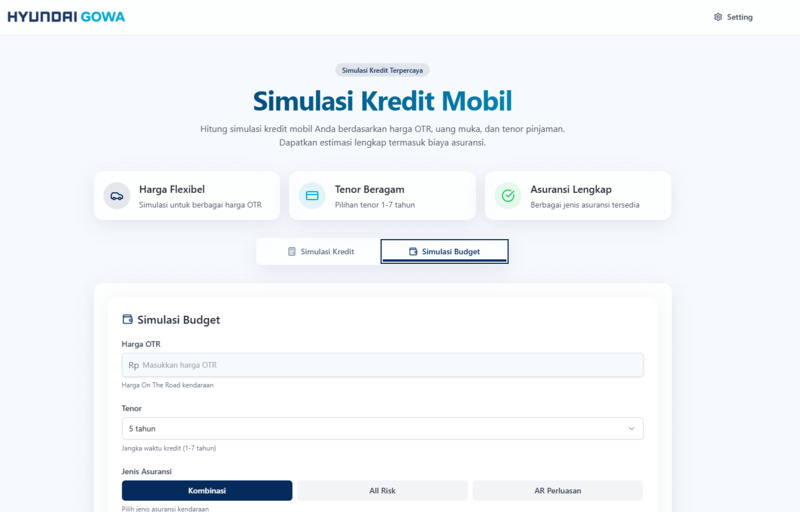 HYUNDAI GOWA
Setting
Simulasi Kredit Terpercaya
Simulasi Kredit Mobil
Hitung simulasi kredit mobil Anda berdasarkan harga OTR, uang muka, dan tenor pinjaman.
Dapatkan estimasi lengkap termasuk biaya asuransi.
Harga Flexibel
Simulasi untuk berbagai harga OTR
Tenor Beragam
Pilihan tenor 1-7 tahun
Asuransi Lengkap
Berbagai jenis asuransi tersedia
Simulasi Kredit
Simulasi Budget
Simulasi Budget
Harga OTR
Rp Masukkan harga OTR
Harga On The Road kendaraan
Tenor
5 tahun
Jangka waktu kredit (1-7 tahun)
Jenis Asuransi
Kombinasi
All Risk
AR Perluasan
Pilih jenis asuransi kendaraan